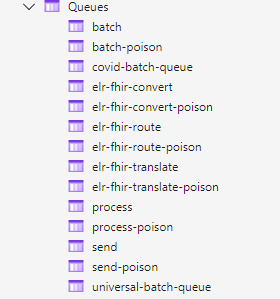 Queues
batch
batch-poison
covid-batch-queue
elr-fhir-convert
elr-fhir-convert-poison
elr-fhir-route
elr-fhir-route-poison
elr-fhir-translate
elr-fhir-translate-poison
process
process-poison
send
send-poison
universal-batch-queue